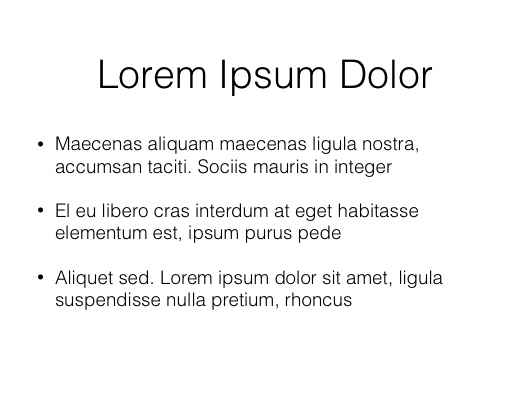 Lorem Ipsum Dolor
• Maecenas aliquam maecenas ligula nostra,
accumsan taciti. Sociis mauris in integer
• El eu libero cras interdum at eget habitasse
elementum est, ipsum purus pede
• Aliquet sed. Lorem ipsum dolor sit amet, ligula
suspendisse nulla pretium, rhoncus